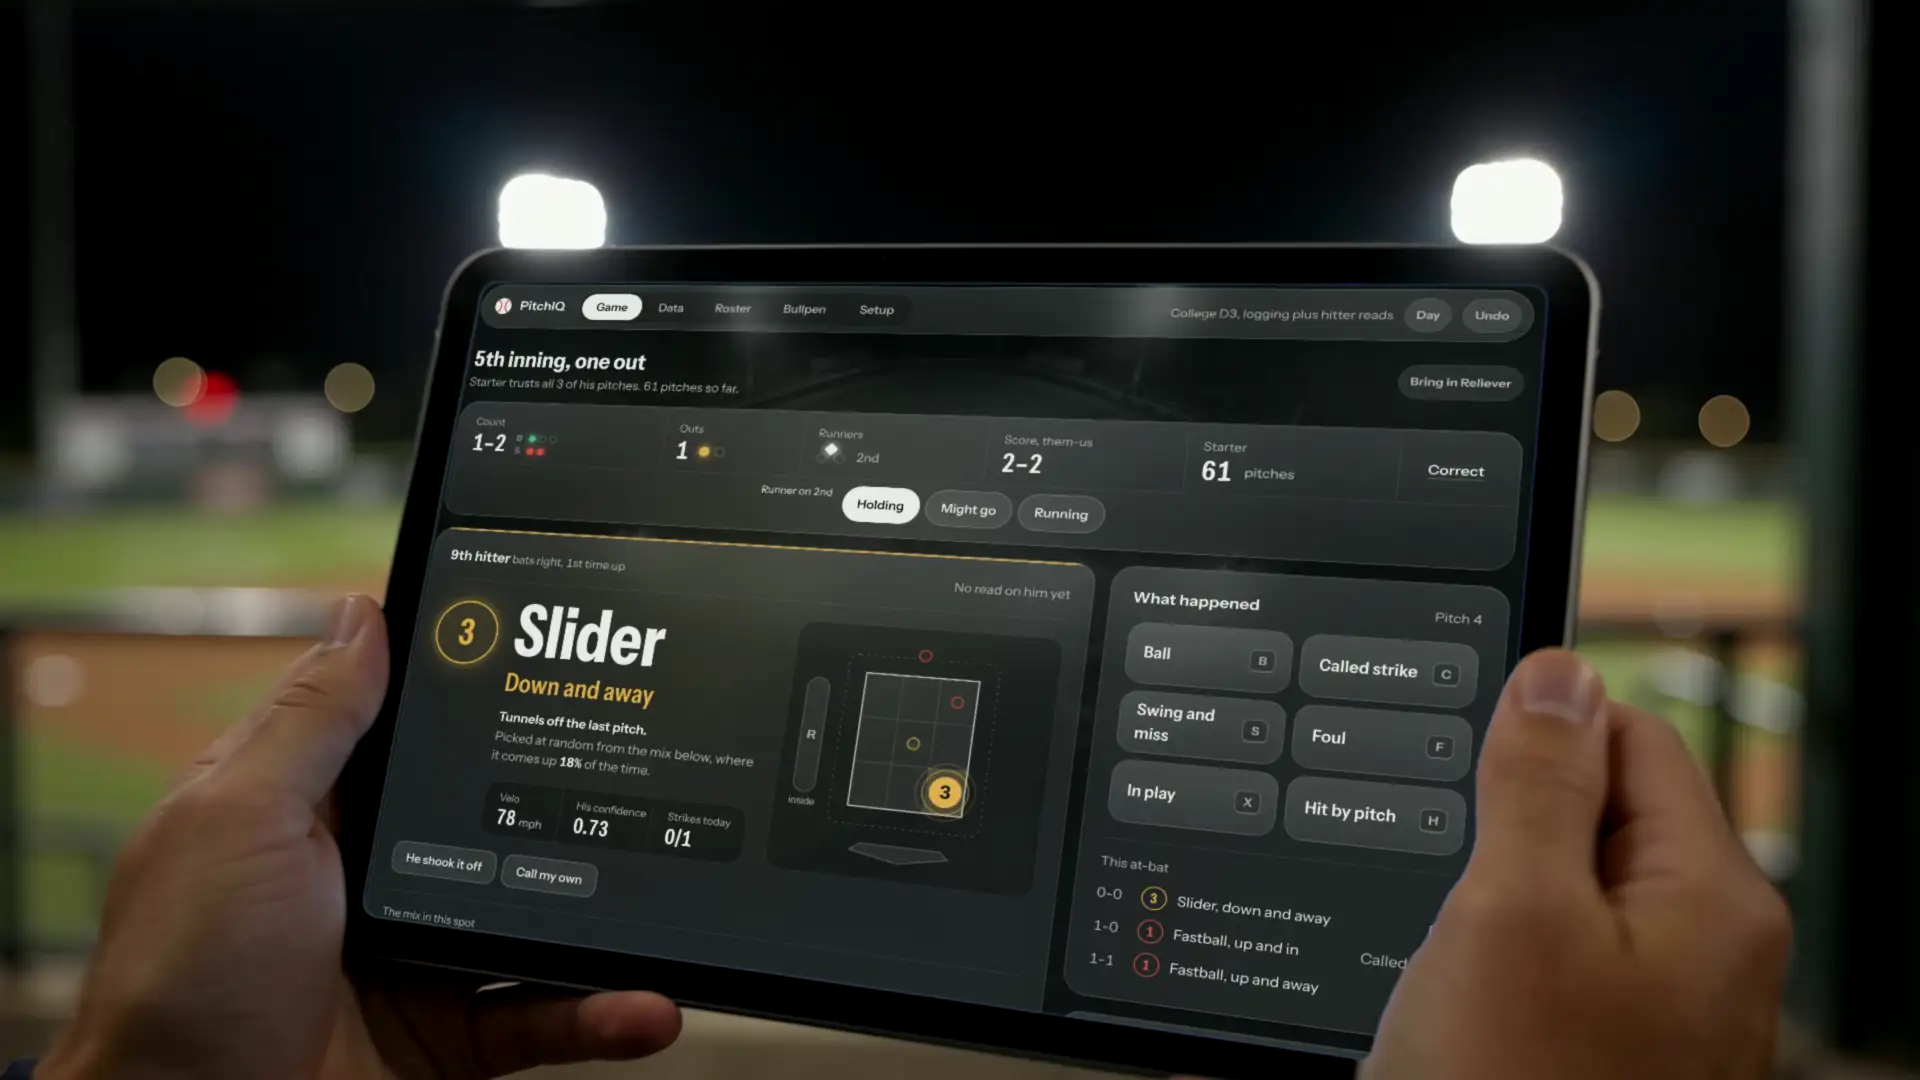 PitchIQ Game Data Roster Bullpen Setup College D3, logging plus hitter reads Day Undo
5th inning, one out
Starter trusts all 3 of his pitches. 61 pitches so far.
Bring in Reliever
Count
1-2 B
S
Outs
1
Runners
2nd
Score, them-us
2-2
Starter
61 pitches
Correct
Runner on 2nd Holding Might go Running
9th hitter bats right, 1st time up
No read on him yet
3 Slider
Down and away
Tunnels off the last pitch.
Picked at random from the mix below, where
it comes up 18% of the time.
Velo
78 mph
His confidence
0.73
Strikes today
0/1
He shook it off Call my own
The mix in this spot
R
inside
3
What happened Pitch 4
Ball B
Called strike C
Swing and
miss S
Foul F
In play X
Hit by pitch H
This at-bat
0-0 3 Slider, down and away
1-0 1 Fastball, up and in Called
1-1 1 Fastball, up and away